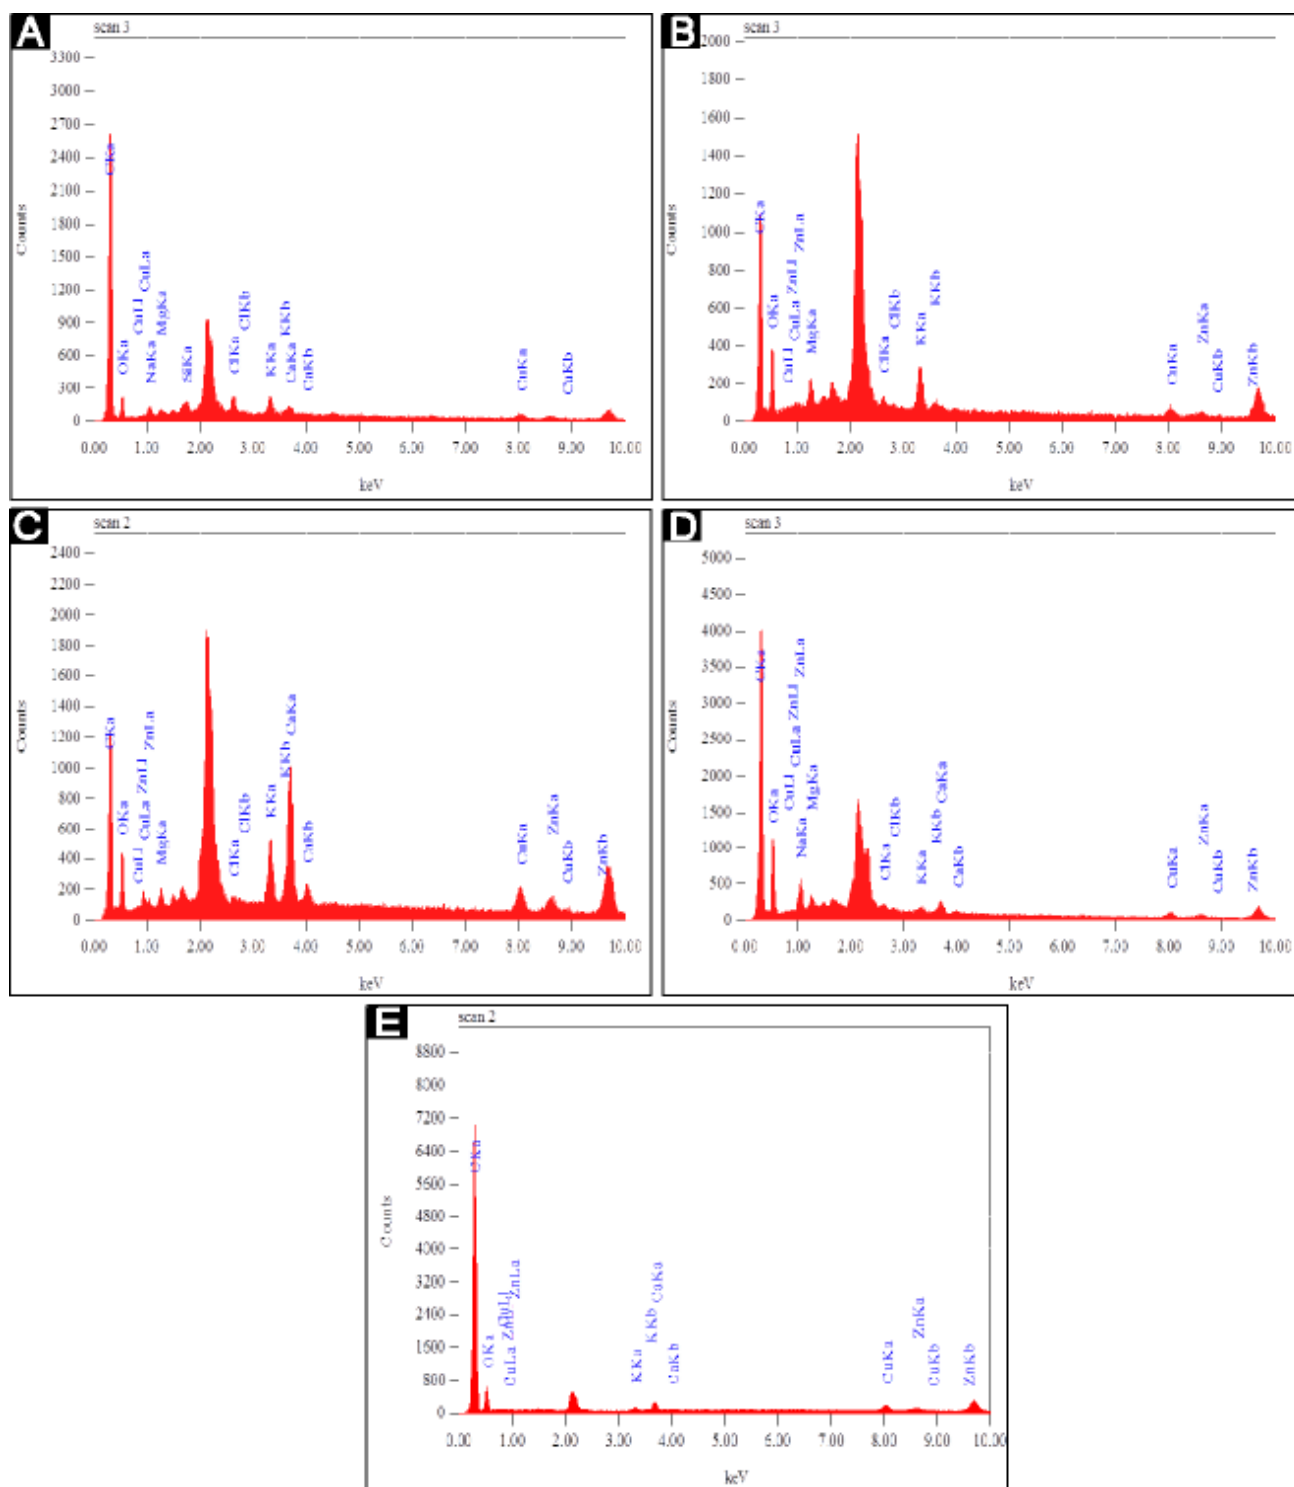 A
scan 3
3300
3000
2700
2400
2100
1800
1500
1200
900
600
300
0
Counts
CKa
OKa
CuLl
CuLa
NaKa
MgKa
SiKa
ClKa
ClKb
KKa
KKb
CaKa
CaKb
CuKa
CuKb
0.00 1.00 2.00 3.00 4.00 5.00 6.00 7.00 8.00 9.00 10.00
keV
B
scan 3
2000
1800
1600
1400
1200
1000
800
600
400
200
0
Counts
CKa
OKa
CuLl
CuLa
ZnLl
ZnLa
MgKa
ClKa
ClKb
KKa
KKb
CuKa
ZnKa
CuKb
ZnKb
0.00 1.00 2.00 3.00 4.00 5.00 6.00 7.00 8.00 9.00 10.00
keV
C
scan 2
2400
2200
2000
1800
1600
1400
1200
1000
800
600
400
200
0
Counts
CKa
OKa
CuLl
CuLa
ZnLl
ZnLa
MgKa
ClKa
ClKb
KKa
KKb
CaKa
CaKb
CuKa
ZnKa
CuKb
ZnKb
0.00 1.00 2.00 3.00 4.00 5.00 6.00 7.00 8.00 9.00 10.00
keV
D
scan 3
5000
4000
3500
3000
2500
2000
1500
1000
500
0
Counts
CKa
OKa
CuLl
CuLa
ZnLl
ZnLa
NaKa
MgKa
ClKa
ClKb
KKa
KKb
CaKa
CaKb
CuKa
ZnKa
CuKb
ZnKb
0.00 1.00 2.00 3.00 4.00 5.00 6.00 7.00 8.00 9.00 10.00
keV
E
scan 2
8800
8000
7200
6400
5600
4800
4000
3200
2400
1600
800
0
Counts
CKa
OKa
CuLa
CuLl
ZnLa
KKa
KKb
CaKa
CaKb
CuKa
ZnKa
CuKb
ZnKb
0.00 1.00 2.00 3.00 4.00 5.00 6.00 7.00 8.00 9.00 10.00
keV